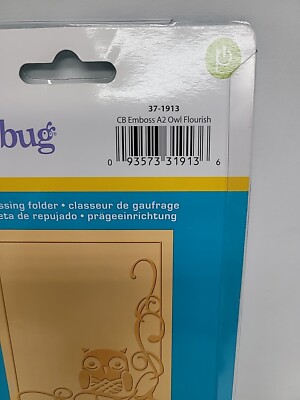 37-1913
CB Emboss A2 Owl Flourish
0 93573 31913 6
bug
ssing folder • classeur de gaufrage
eta de repujado • prägeeinrichtung